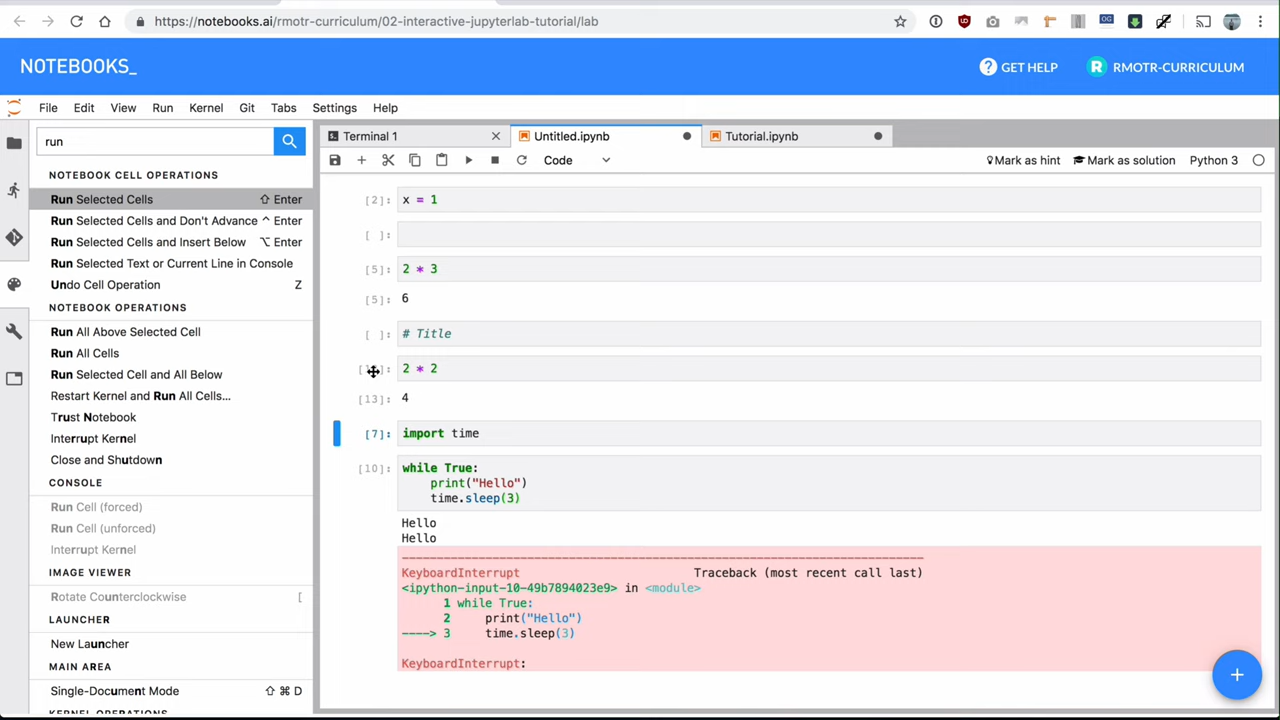 https://notebooks.ai/rmotr-curriculum/02-interactive-jupyterlab-tutorial/lab
NOTEBOOKS_
? GET HELP
R RMOTR-CURRICULUM
File Edit View Run Kernel Git Tabs Settings Help
run
NOTEBOOK CELL OPERATIONS
Run Selected Cells ⇧ Enter
Run Selected Cells and Don't Advance ^ Enter
Run Selected Cells and Insert Below ⌥ Enter
Run Selected Text or Current Line in Console
Undo Cell Operation Z
NOTEBOOK OPERATIONS
Run All Above Selected Cell
Run All Cells
Run Selected Cell and All Below
Restart Kernel and Run All Cells…
Trust Notebook
Interrupt Kernel
Close and Shutdown
CONSOLE
Run Cell (forced)
Run Cell (unforced)
Interrupt Kernel
IMAGE VIEWER
Rotate Counterclockwise [
LAUNCHER
New Launcher
MAIN AREA
Single-Document Mode ⇧ ⌘ D
KERNEL OPERATIONS
Terminal 1
Untitled.ipynb
Tutorial.ipynb
Code
Mark as hint
Mark as solution
Python 3
[2]: x = 1
[ ]:
[5]: 2 * 3
[5]: 6
[ ]: # Title
2 * 2
[13]: 4
[7]: import time
[10]: while True:
print("Hello")
time.sleep(3)
Hello
Hello
---------------------------------------------------------------------------
KeyboardInterrupt Traceback (most recent call last)
<ipython-input-10-49b7894023e9> in <module>
1 while True:
2 print("Hello")
----> 3 time.sleep(3)
KeyboardInterrupt: